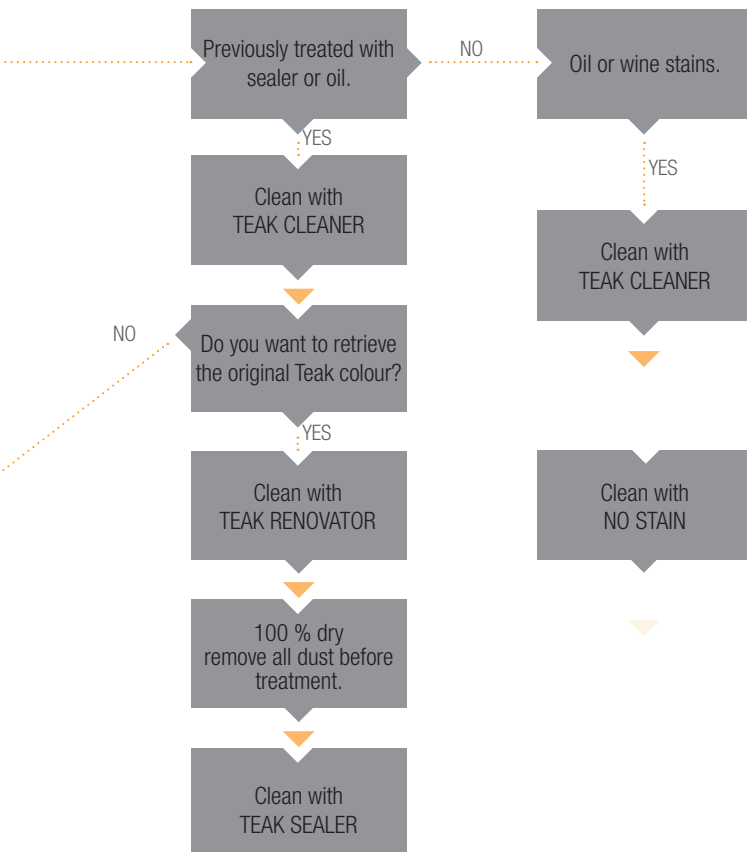 Previously treated with
sealer or oil.
NO
Oil or wine stains.
YES
Clean with
TEAK CLEANER
YES
Clean with
TEAK CLEANER
NO
Do you want to retrieve
the original Teak colour?
YES
Clean with
TEAK RENOVATOR
Clean with
NO STAIN
100 % dry
remove all dust before
treatment.
Clean with
TEAK SEALER